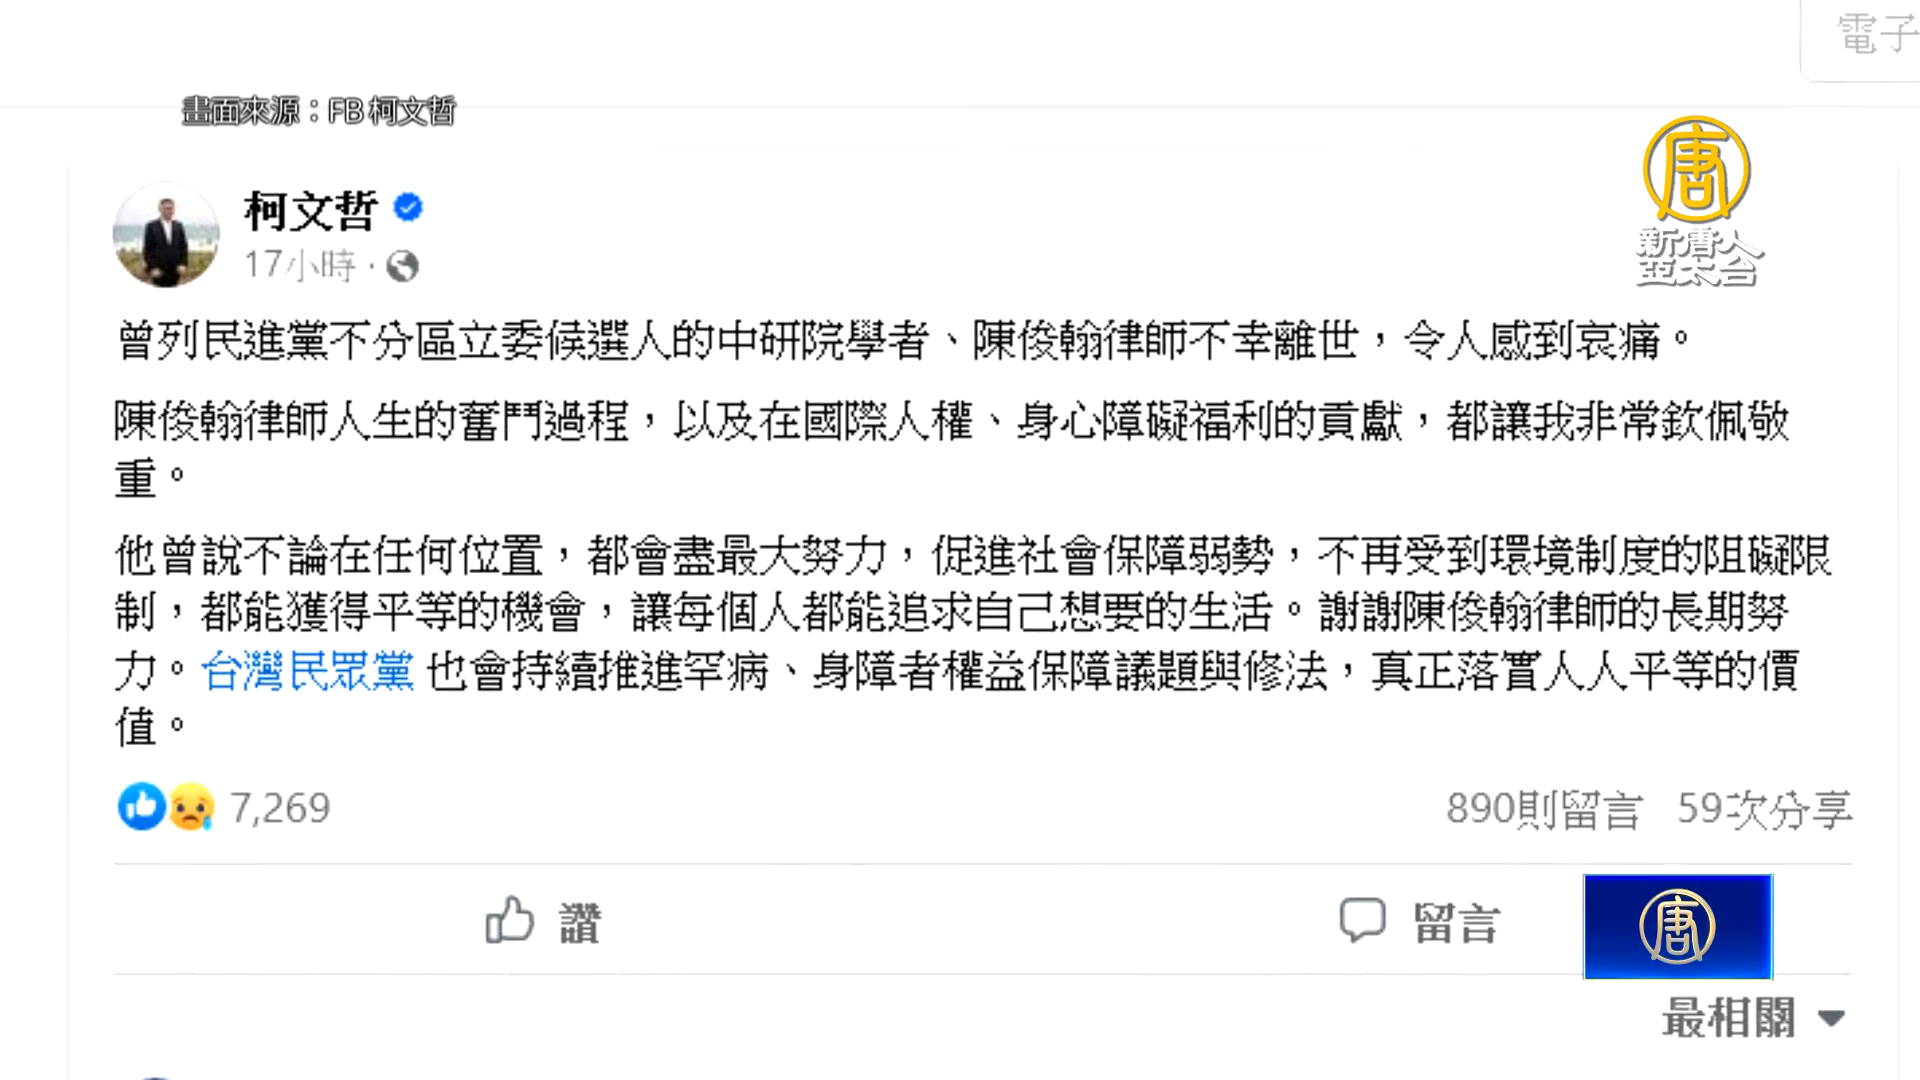 電子
畫面來源：FB柯文哲
唐
新唐人
亞太台
柯文哲
17小時 ·
曾列民進黨不分區立委候選人的中研院學者、陳俊翰律師不幸離世，令人感到哀痛。
陳俊翰律師人生的奮鬥過程，以及在國際人權、身心障礙福利的貢獻，都讓我非常欽佩敬
重。
他曾說不論在任何位置，都會盡最大努力，促進社會保障弱勢，不再受到環境制度的阻礙限
制，都能獲得平等的機會，讓每個人都能追求自己想要的生活。謝謝陳俊翰律師的長期努
力。台灣民眾黨 也會持續推進罕病、身障者權益保障議題與修法，真正落實人人平等的價
值。
7,269
890則留言 59次分享
讚
留言
唐
最相關